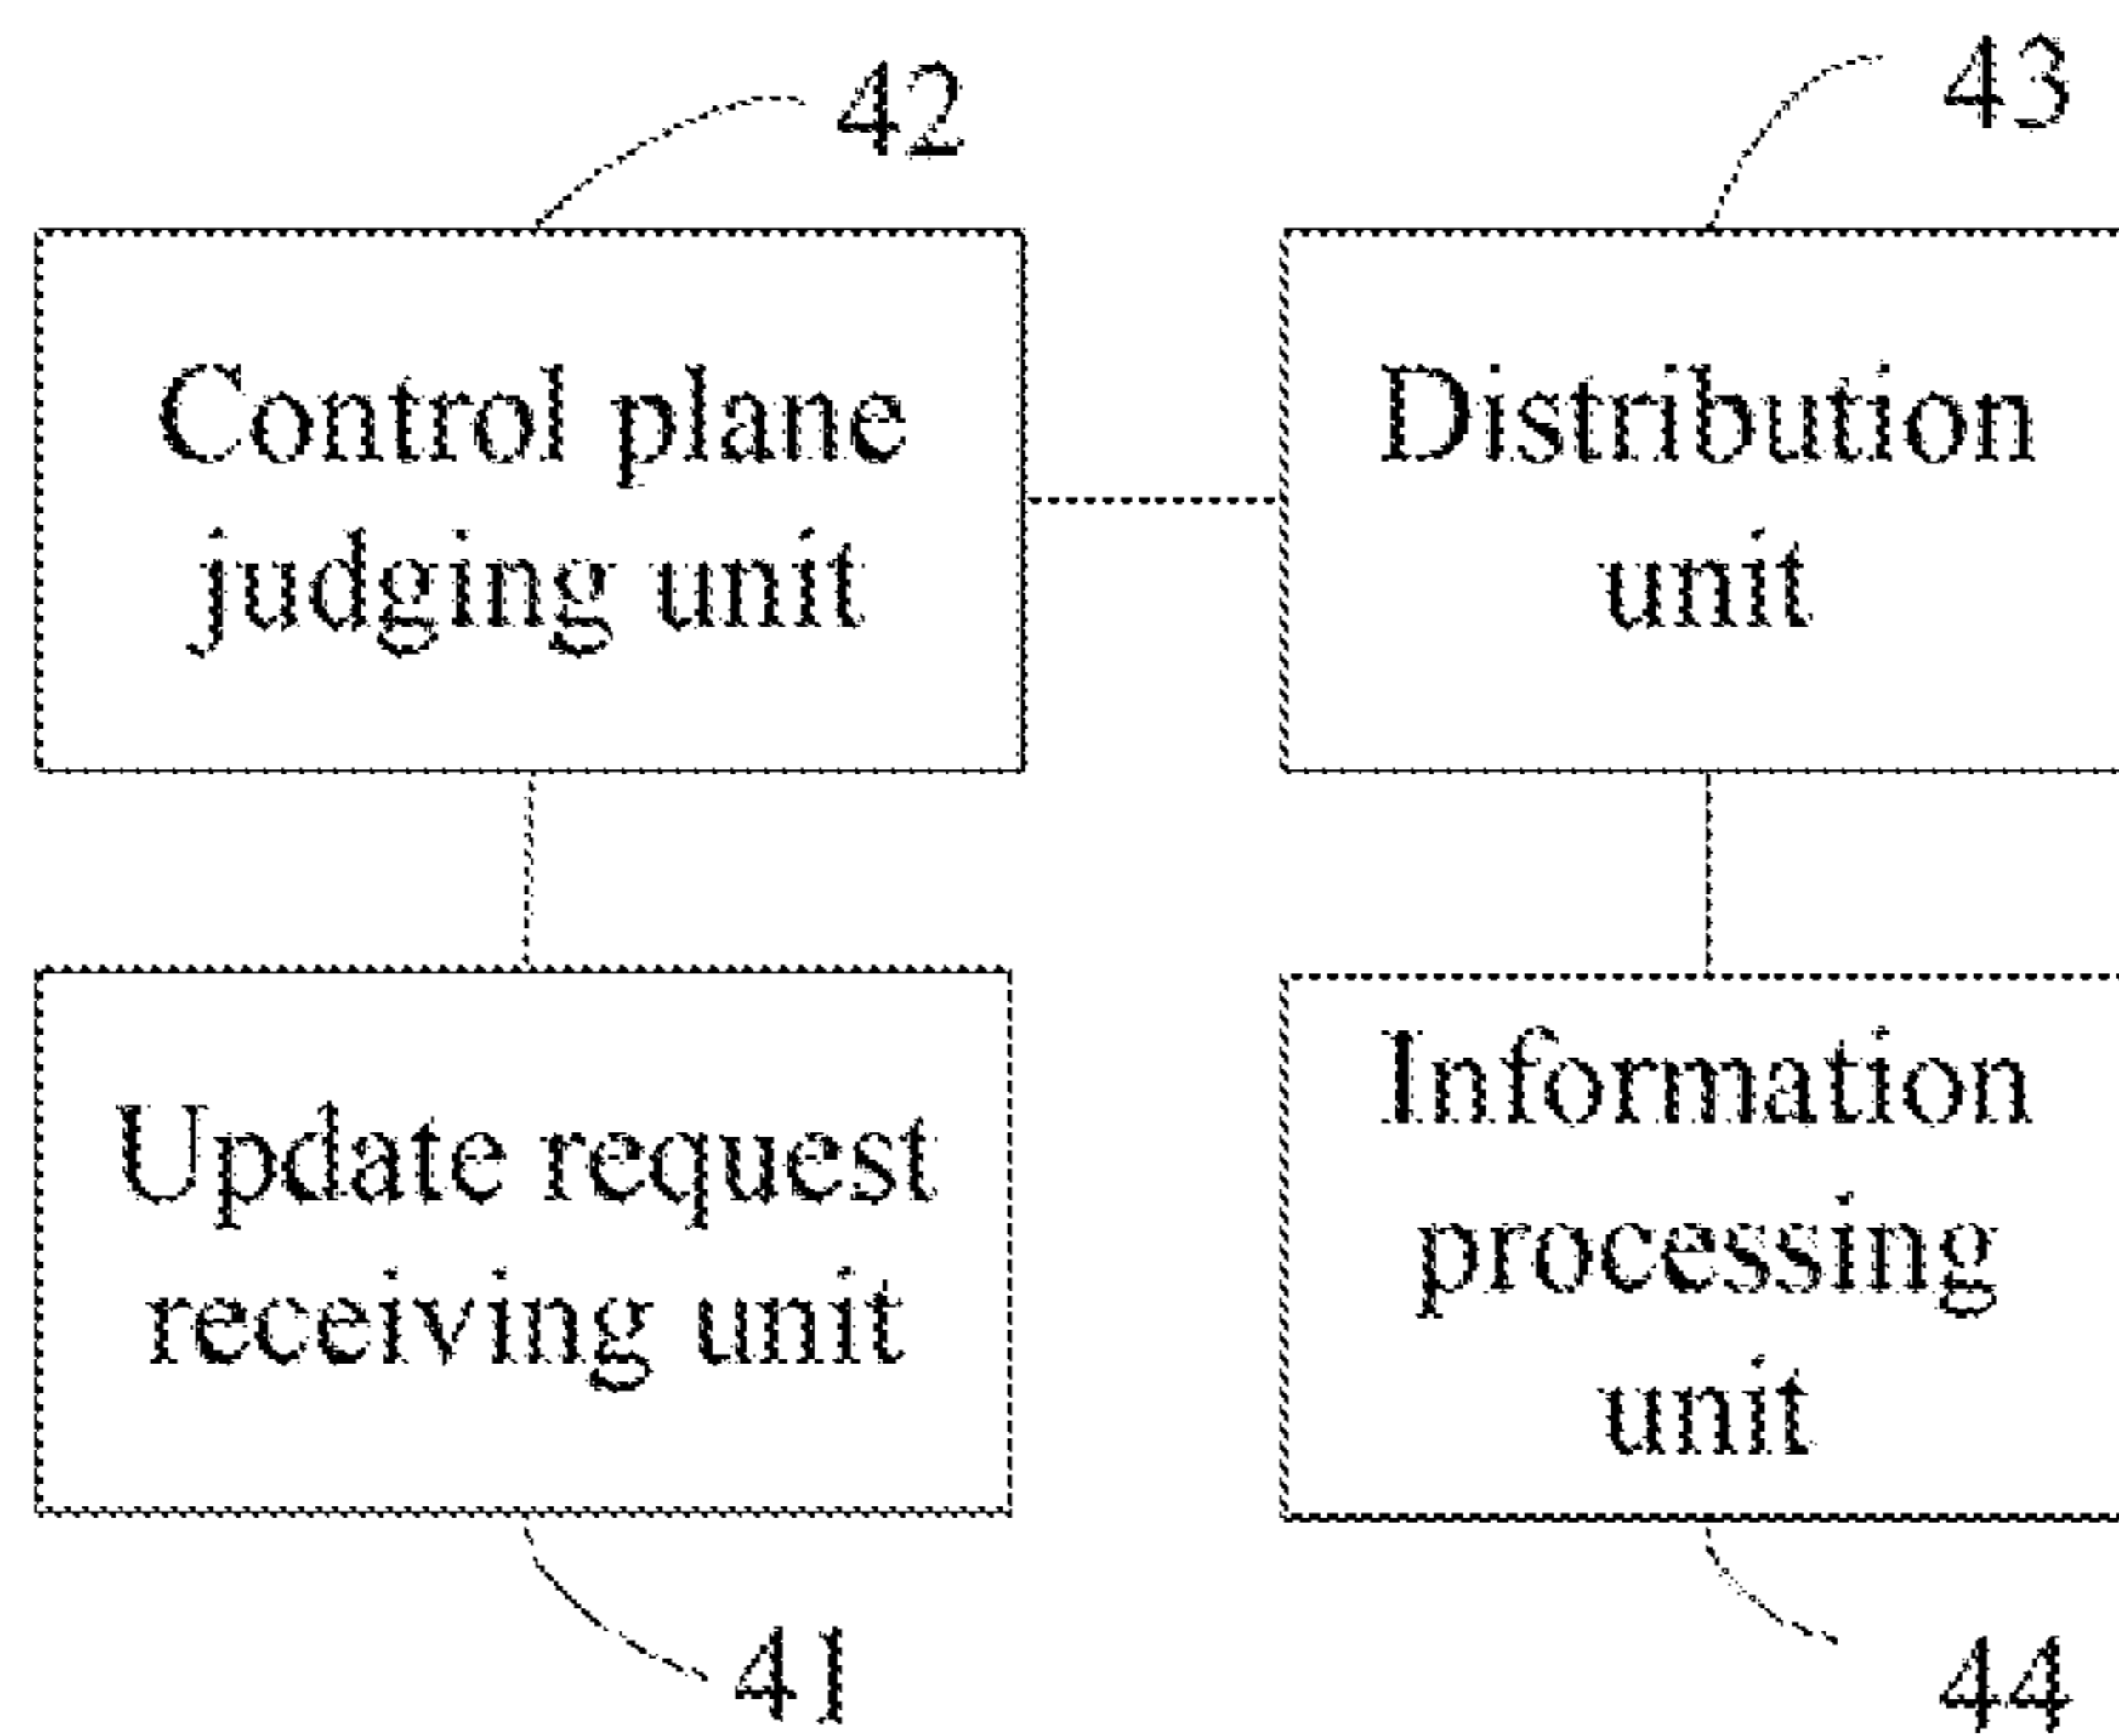 42
43
Control plane
judging unit
Distribution
unit
Update request
receiving unit
Information
processing
unit
41
44